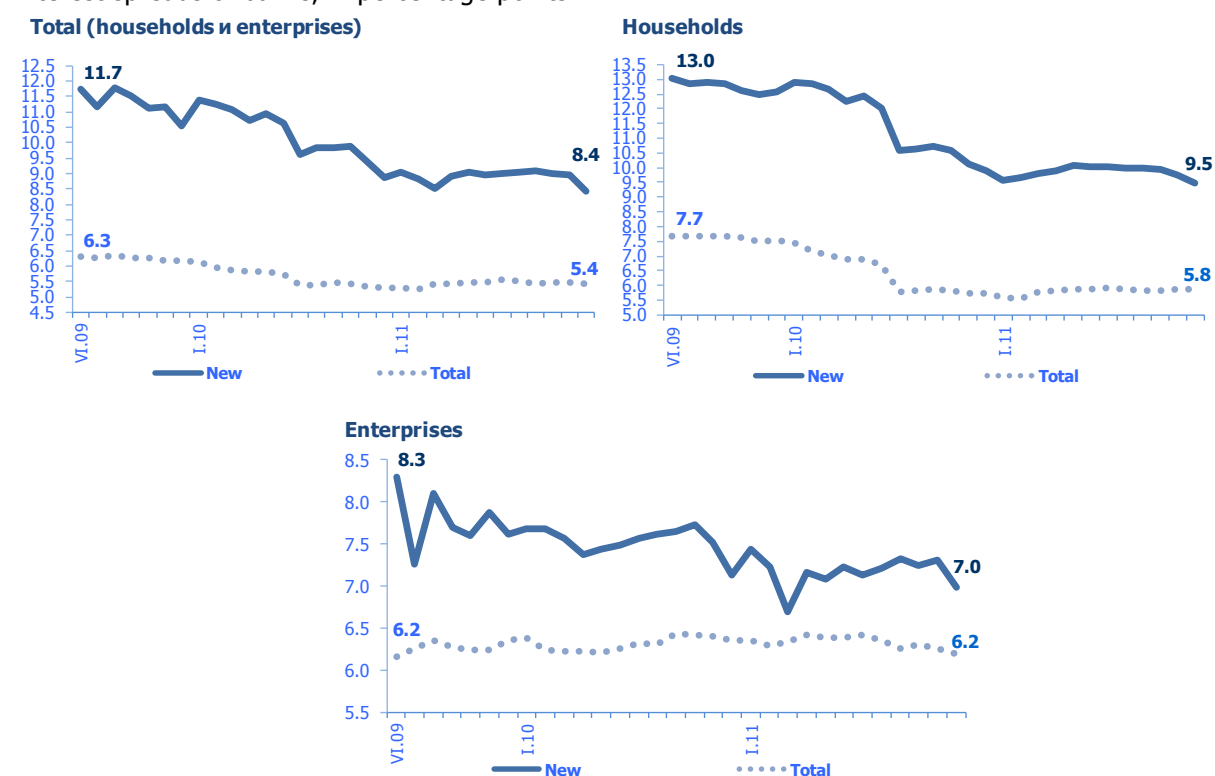 in percentage points
Total (households и enterprises)
12.5
12.0
11.5
11.0
10.5
10.0
9.5
9.0
8.5
8.0
7.5
7.0
6.5
6.0
5.5
5.0
4.5
11.7
8.4
6.3
5.4
VI.09
I.10
I.11
New
Total
Households
13.5
13.0
12.5
12.0
11.5
11.0
10.5
10.0
9.5
9.0
8.5
8.0
7.5
7.0
6.5
6.0
5.5
5.0
13.0
9.5
7.7
5.8
VI.09
I.10
I.11
New
Total
Enterprises
8.5
8.0
7.5
7.0
6.5
6.0
5.5
8.3
7.0
6.2
6.2
VI.09
I.10
I.11
New
Total